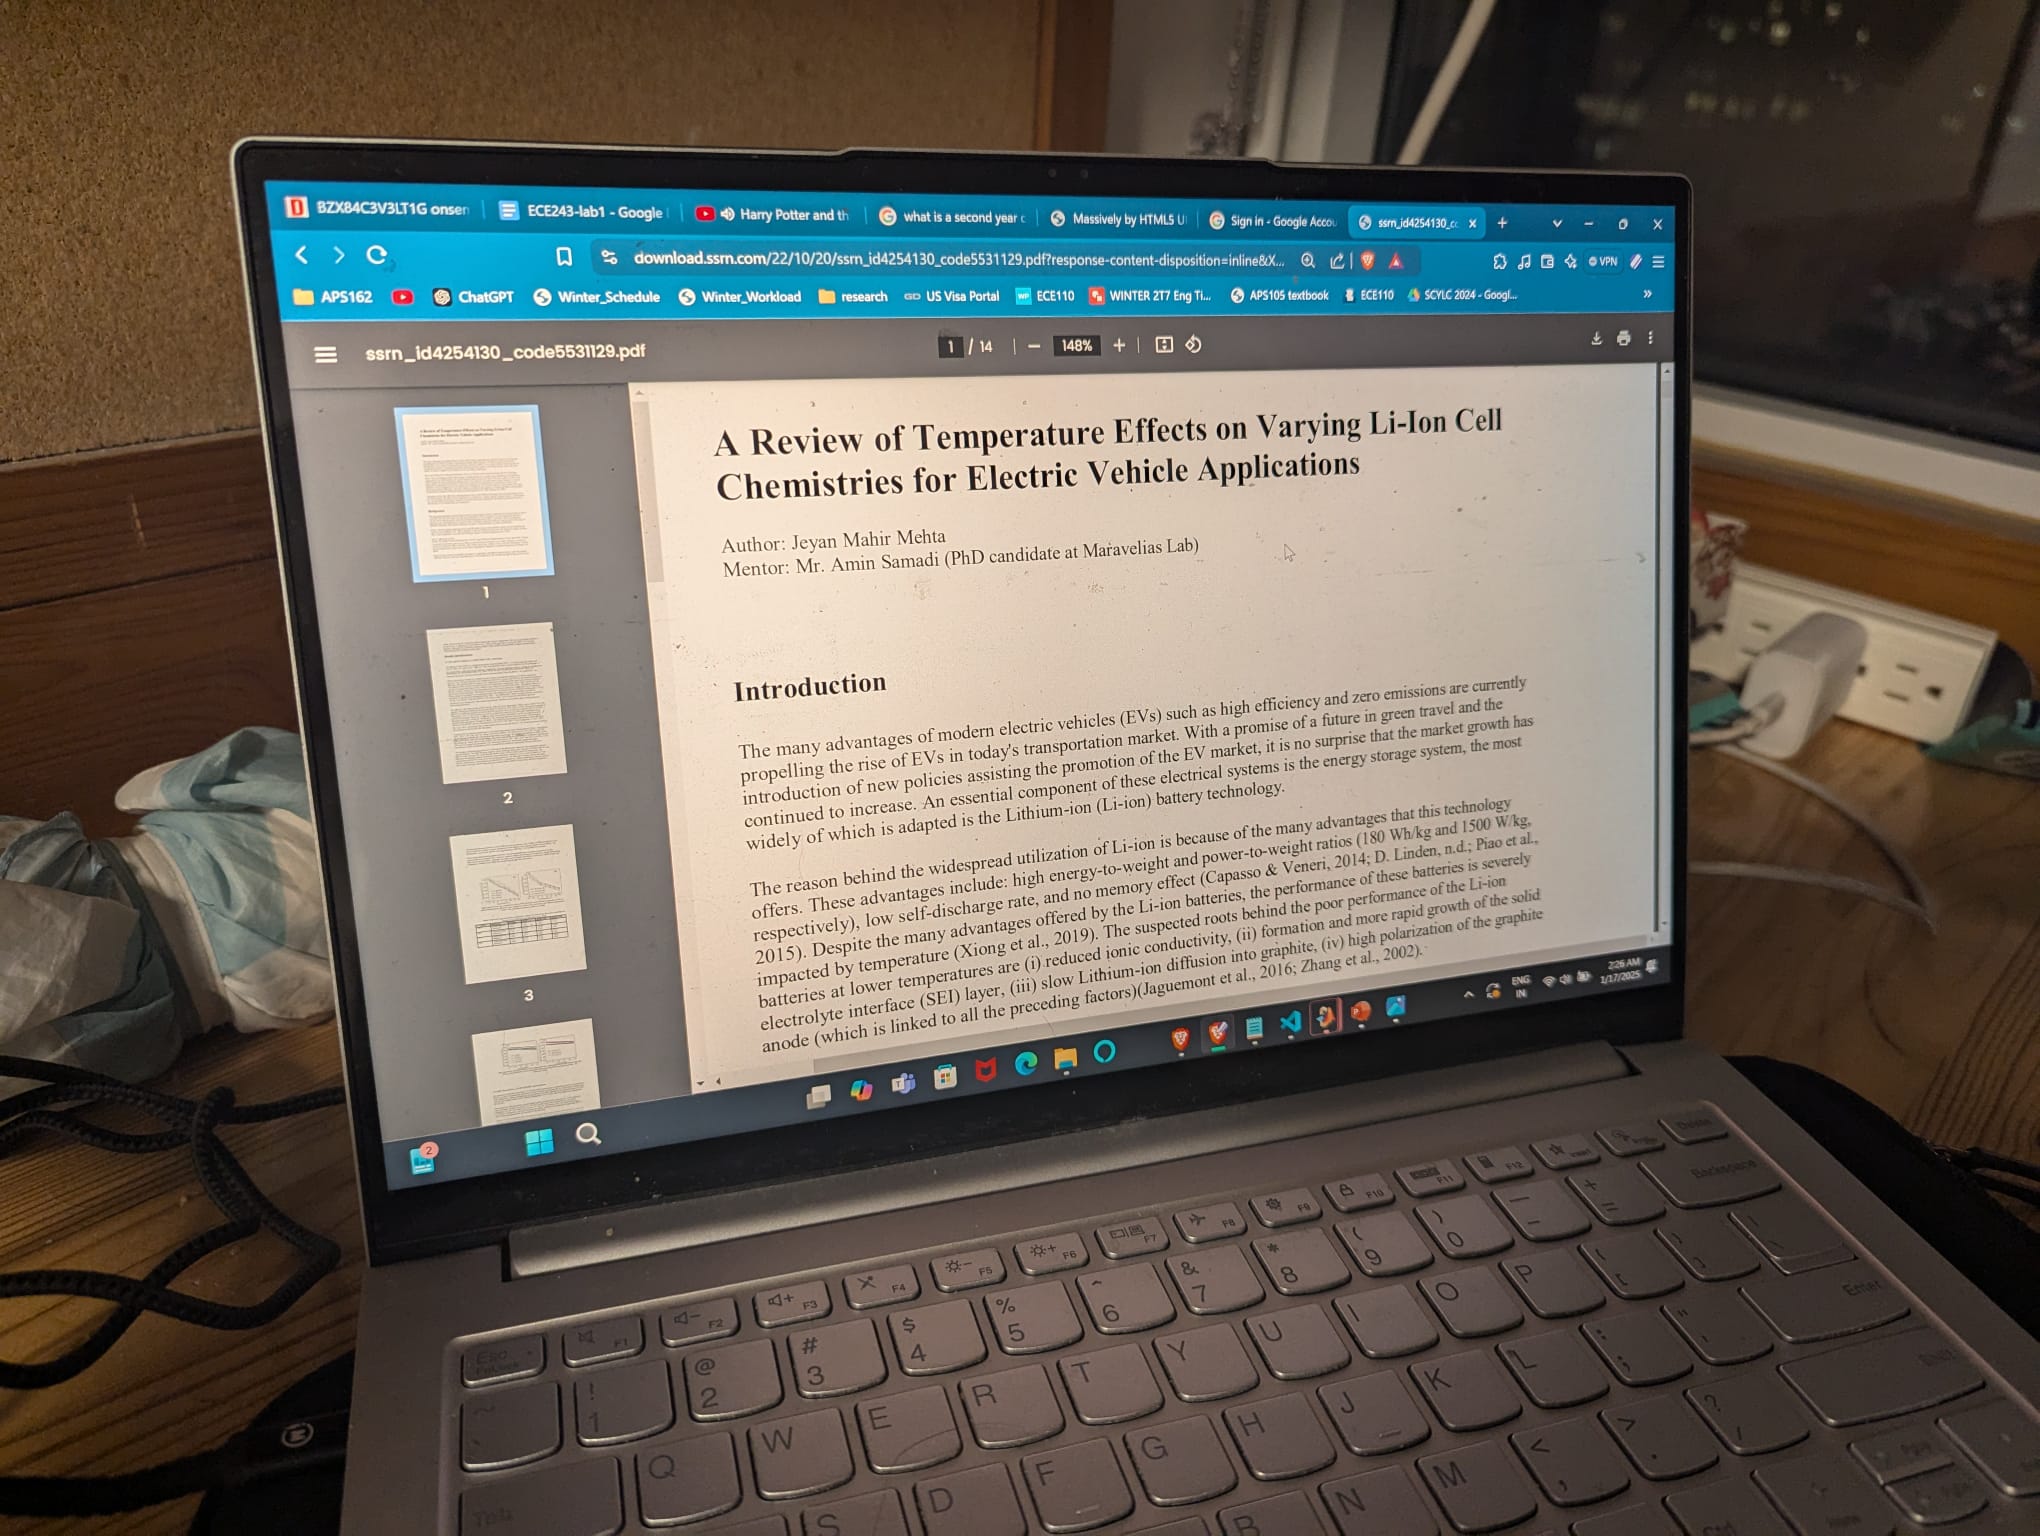 BZX84C3V3LT1G onsen
ECE243-lab1 - Google
Harry Potter and th
what is a second year c
Massively by HTML5 U
Sign in - Google Accou
ssrn_id4254130_cc
download.ssrn.com/22/10/20/ssrn_id4254130_code5531129.pdf?response-content-disposition=inline&X...
VPN
APS162
ChatGPT
Winter_Schedule
Winter_Workload
research
GD US Visa Portal
WP ECE110
WINTER 2T7 Eng Ti...
APS105 textbook
ECE110
SCYLC 2024 - Googl...
»
ssrn_id4254130_code5531129.pdf
1 / 14 | − 148% + |
1
2
3
A Review of Temperature Effects on Varying Li-Ion Cell
Chemistries for Electric Vehicle Applications
Author: Jeyan Mahir Mehta
Mentor: Mr. Amin Samadi (PhD candidate at Maravelias Lab)
Introduction
The many advantages of modern electric vehicles (EVs) such as high efficiency and zero emissions are currently
propelling the rise of EVs in today's transportation market. With a promise of a future in green travel and the
introduction of new policies assisting the promotion of the EV market, it is no surprise that the market growth has
continued to increase. An essential component of these electrical systems is the energy storage system, the most
widely of which is adapted is the Lithium-ion (Li-ion) battery technology.
The reason behind the widespread utilization of Li-ion is because of the many advantages that this technology
offers. These advantages include: high energy-to-weight and power-to-weight ratios (180 Wh/kg and 1500 W/kg,
respectively), low self-discharge rate, and no memory effect (Capasso & Veneri, 2014; D. Linden, n.d.; Piao et al.,
2015). Despite the many advantages offered by the Li-ion batteries, the performance of these batteries is severely
impacted by temperature (Xiong et al., 2019). The suspected roots behind the poor performance of the Li-ion
batteries at lower temperatures are (i) reduced ionic conductivity, (ii) formation and more rapid growth of the solid
electrolyte interface (SEI) layer, (iii) slow Lithium-ion diffusion into graphite, (iv) high polarization of the graphite
anode (which is linked to all the preceding factors)(Jaguemont et al., 2016; Zhang et al., 2002).
2
ENG
IN
2:26 AM
1/17/2025
Esc
F1
F2
F3
F4
F5
F6
F7
F8
F9
F10
F11
F12
Insert
Delete
~
! 1
@ 2
# 3
$ 4
% 5
^ 6
& 7
* 8
( 9
) 0
_ -
+ =
Backspace
Tab
Q
W
E
R
T
Y
U
I
O
P
{ [
} ]
Enter
S
D
F
G
H
J
K
L
: ;
" '
B
N
M
< ,
> .
? /
Shift